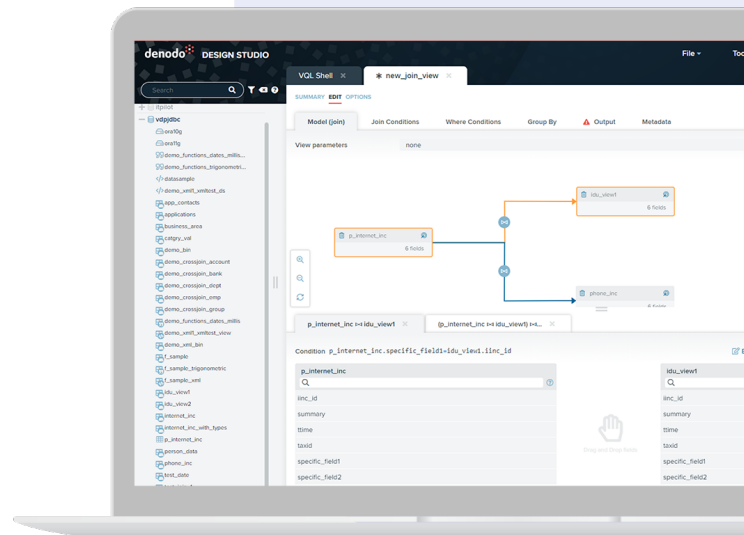 denodo DESIGN STUDIO
File
Search
VQL Shell
new_join_view
SUMMARY EDIT OPTIONS
Model (join)
Join Conditions
Where Conditions
Group By
Output
Metadata
View parameters
none
itpilot
vdpjdbc
ora10g
ora11g
demo_functions_dates_millis...
demo_functions_trigonometri...
datasample
demo_xml1_xmltest_ds
app_contacts
applications
business_area
catgry_val
demo_bin
demo_crossjoin_account
demo_crossjoin_bank
demo_crossjoin_dept
demo_crossjoin_emp
demo_crossjoin_group
demo_functions_dates_millis
demo_xml1_xmltest_view
demo_xml_bin
f_sample
f_sample_trigonometric
f_sample_xml
idu_view1
idu_view2
internet_inc
internet_inc_with_types
p_internet_inc
person_data
phone_inc
test_date
p_internet_inc
6 fields
idu_view1
6 fields
phone_inc
6 fields
p_internet_inc ⋈ idu_view1
(p_internet_inc ⋈ idu_view1) ⋈...
Condition p_internet_inc.specific_field1=idu_view1.iinc_id
p_internet_inc
iinc_id
summary
ttime
taxid
specific_field1
specific_field2
Drag and drop fields
idu_view1
iinc_id
summary
ttime
taxid
specific_field1
specific_field2